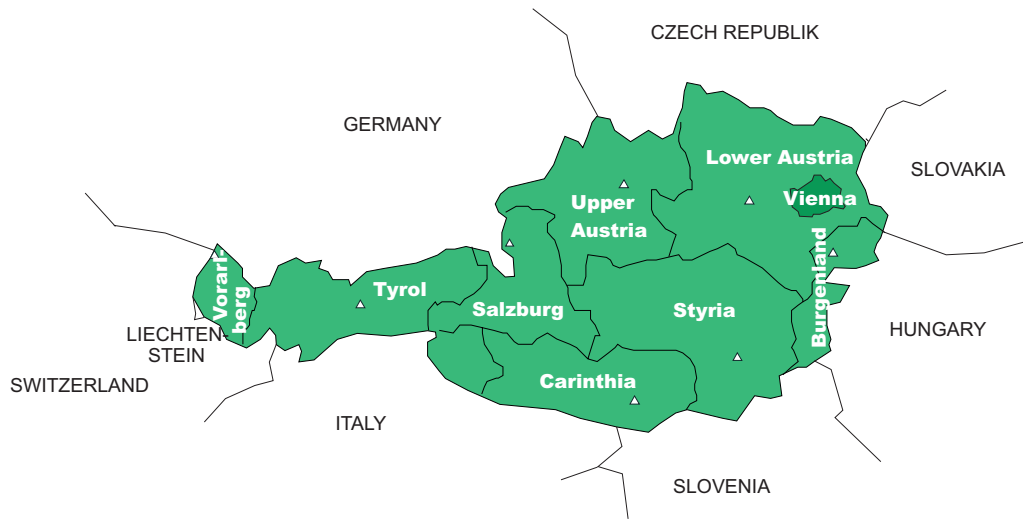 CZECH REPUBLIK
GERMANY
Lower Austria
SLOVAKIA
Vienna
Upper
Austria
Vorarl-
berg
Tyrol
Salzburg
Styria
Burgenland
HUNGARY
LIECHTEN-
STEIN
SWITZERLAND
Carinthia
ITALY
SLOVENIA